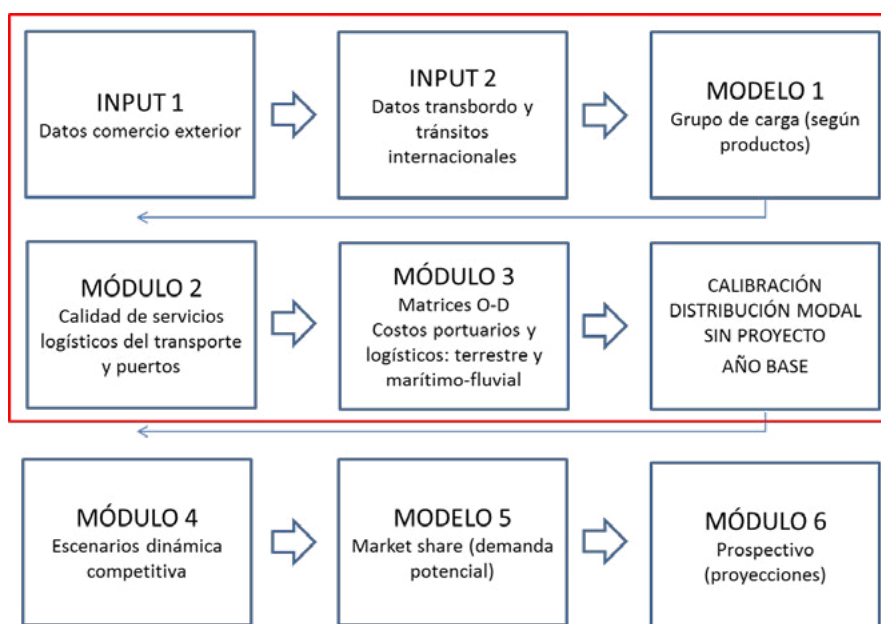 INPUT 1
Datos comercio exterior
INPUT 2
Datos transbordo y
tránsitos
internacionales
MODELO 1
Grupo de carga (según
productos)
MÓDULO 2
Calidad de servicios
logísticos del transporte
y puertos
MÓDULO 3
Matrices O-D
Costos portuarios y
logísticos: terrestre y
marítimo-fluvial
CALIBRACIÓN
DISTRIBUCIÓN MODAL
SIN PROYECTO
AÑO BASE
MÓDULO 4
Escenarios dinámica
competitiva
MODELO 5
Market share (demanda
potencial)
MÓDULO 6
Prospectivo
(proyecciones)